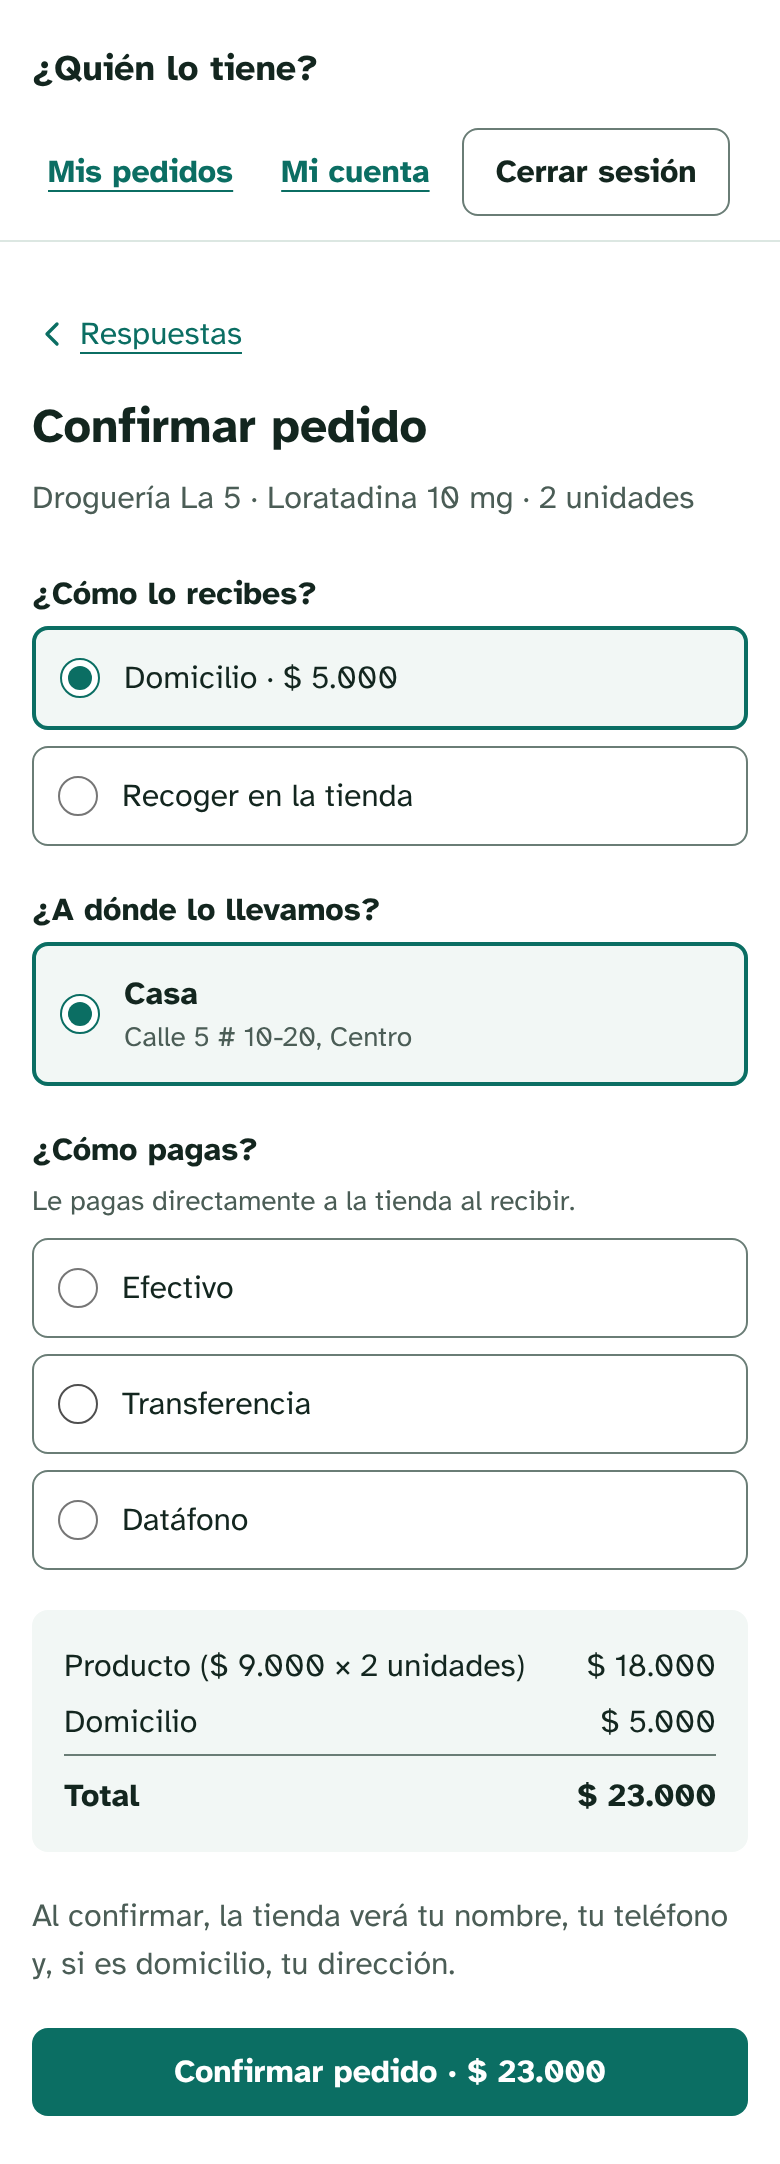 ¿Quién lo tiene?
Mis pedidos Mi cuenta Cerrar sesión
Respuestas
Confirmar pedido
Droguería La 5 · Loratadina 10 mg · 2 unidades
¿Cómo lo recibes?
Domicilio · $ 5.000
Recoger en la tienda
¿A dónde lo llevamos?
Casa
Calle 5 # 10-20, Centro
¿Cómo pagas?
Le pagas directamente a la tienda al recibir.
Efectivo
Transferencia
Datáfono
Producto ($ 9.000 × 2 unidades) $ 18.000
Domicilio $ 5.000
Total $ 23.000
Al confirmar, la tienda verá tu nombre, tu teléfono
y, si es domicilio, tu dirección.
Confirmar pedido · $ 23.000